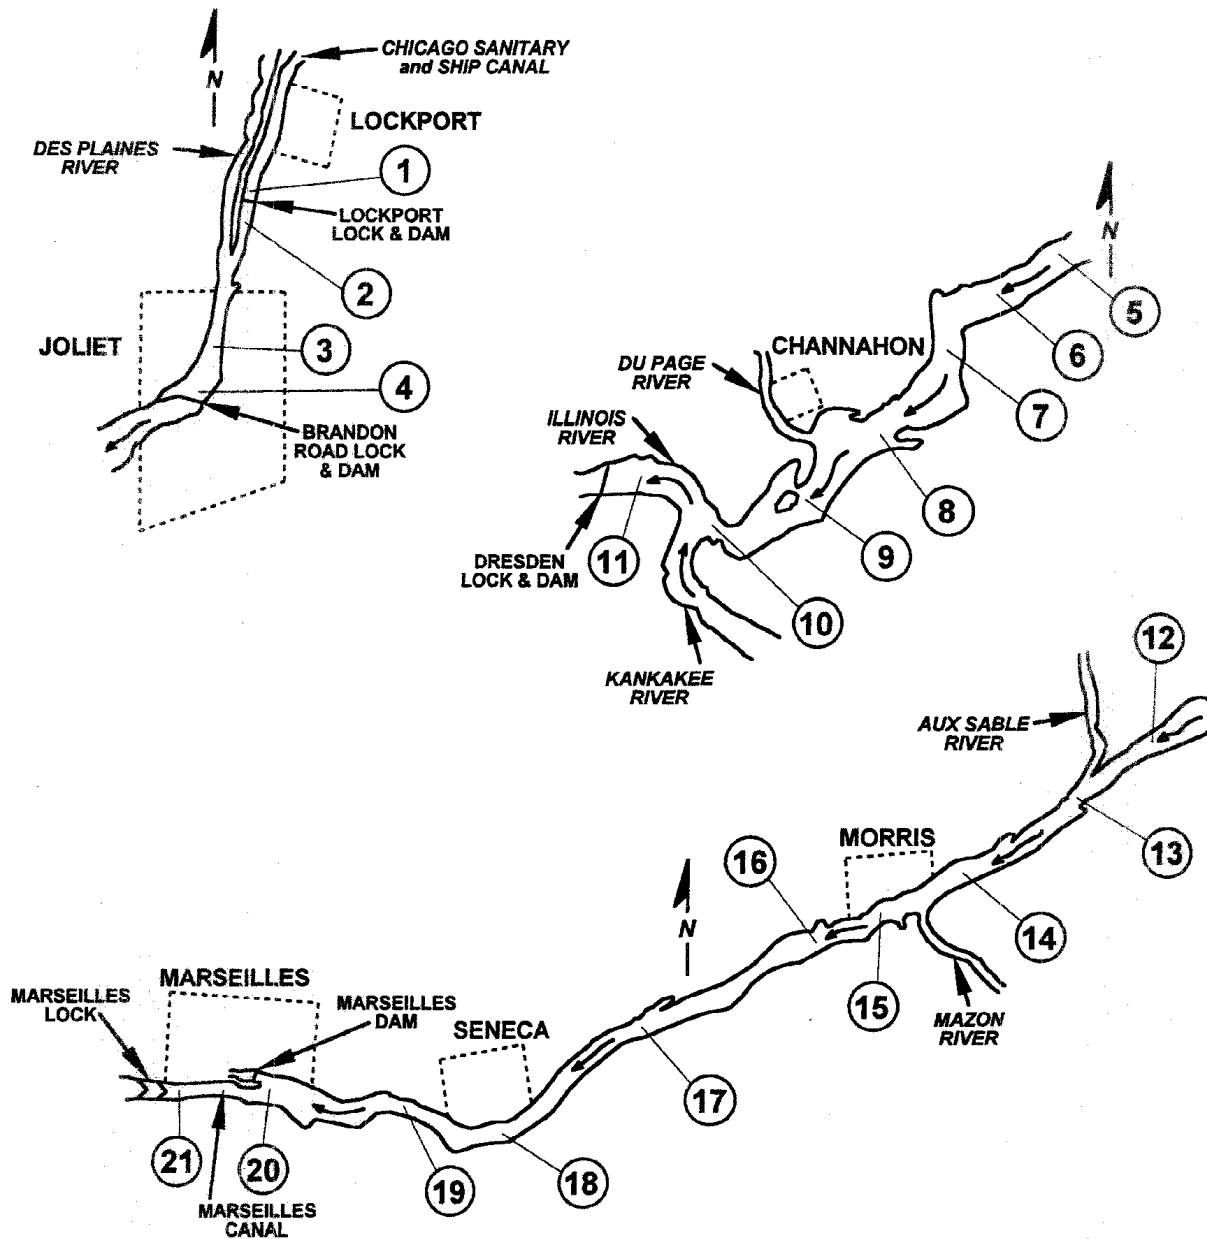 CHICAGO SANITARY
and SHIP CANAL
N
LOCKPORT
DES PLAINES
RIVER
1
LOCKPORT
LOCK & DAM
2
JOLIET
3
4
BRANDON
ROAD LOCK
& DAM
N
5
6
CHANNAHON
DU PAGE
RIVER
7
ILLINOIS
RIVER
8
9
11
DRESDEN
LOCK & DAM
10
KANKAKEE
RIVER
12
AUX SABLE
RIVER
13
MORRIS
16
14
N
15
MAZON
RIVER
MARSEILLES
MARSEILLES
LOCK
MARSEILLES
DAM
SENECA
17
18
19
20
21
MARSEILLES
CANAL